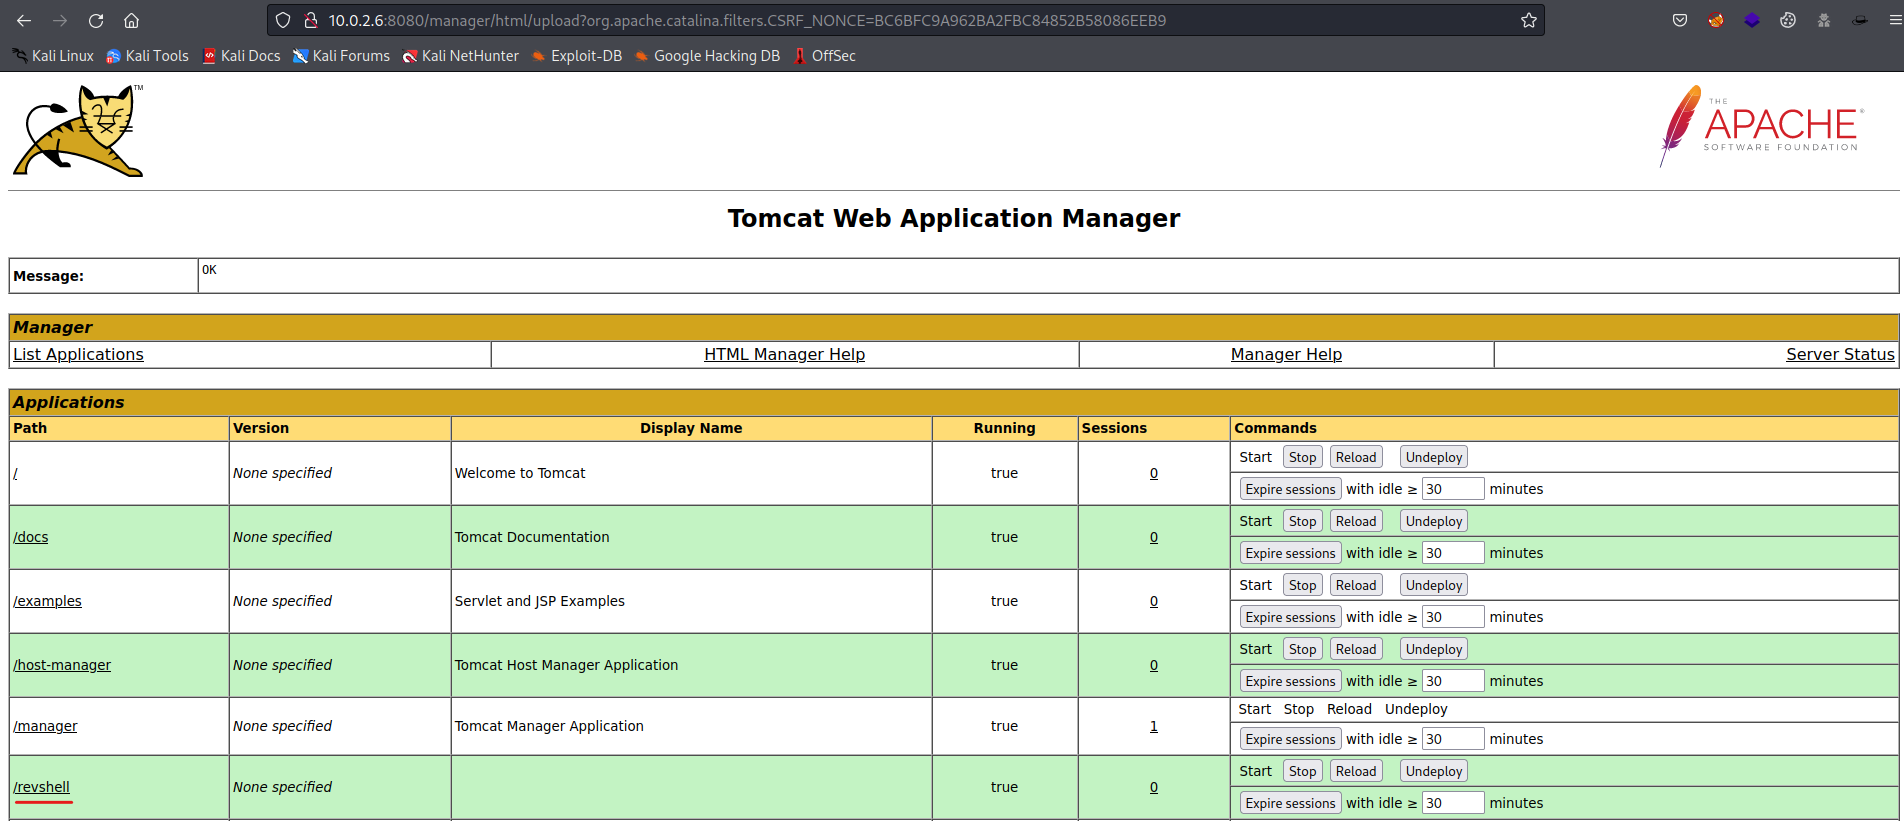 10.0.2.6:8080/manager/html/upload?org.apache.catalina.filters.CSRF_NONCE=BC6BFC9A962BA2FBC84852B58086EEB9
Kali Linux Kali Tools Kali Docs Kali Forums Kali NetHunter Exploit-DB Google Hacking DB OffSec
TM
THE
APACHE®
SOFTWARE FOUNDATION
Tomcat Web Application Manager
Message: OK
Manager
List Applications HTML Manager Help Manager Help Server Status
Applications
Path Version Display Name Running Sessions Commands
/ None specified Welcome to Tomcat true 0 Start Stop Reload Undeploy
Expire sessions with idle ≥ 30 minutes
/docs None specified Tomcat Documentation true 0 Start Stop Reload Undeploy
Expire sessions with idle ≥ 30 minutes
/examples None specified Servlet and JSP Examples true 0 Start Stop Reload Undeploy
Expire sessions with idle ≥ 30 minutes
/host-manager None specified Tomcat Host Manager Application true 0 Start Stop Reload Undeploy
Expire sessions with idle ≥ 30 minutes
/manager None specified Tomcat Manager Application true 1 Start Stop Reload Undeploy
Expire sessions with idle ≥ 30 minutes
/revshell None specified true 0 Start Stop Reload Undeploy
Expire sessions with idle ≥ 30 minutes